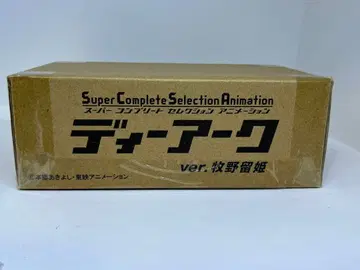 Super Complete Selection Animation
スーパー コンプリート セレクション アニメーション
ディーアーク
ver. 牧野留姫
©本郷あきよし・東映アニメーション